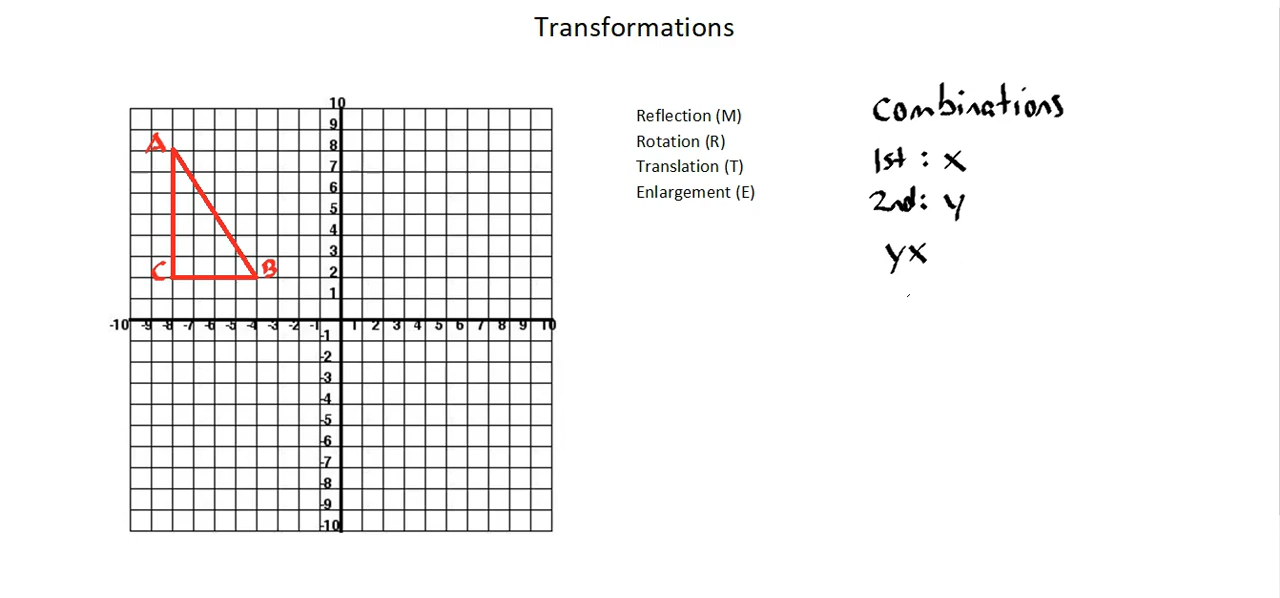 Transformations
10
9
8
7
6
5
4
3
2
1
-10 -9 -8 -7 -6 -5 -4 -3 -2 -1 1 2 3 4 5 6 7 8 9 10
-1
-2
-3
-4
-5
-6
-7
-8
-9
-10
A
C
B
Reflection (M)
Rotation (R)
Translation (T)
Enlargement (E)
Combinations
1st : x
2nd: y
yx